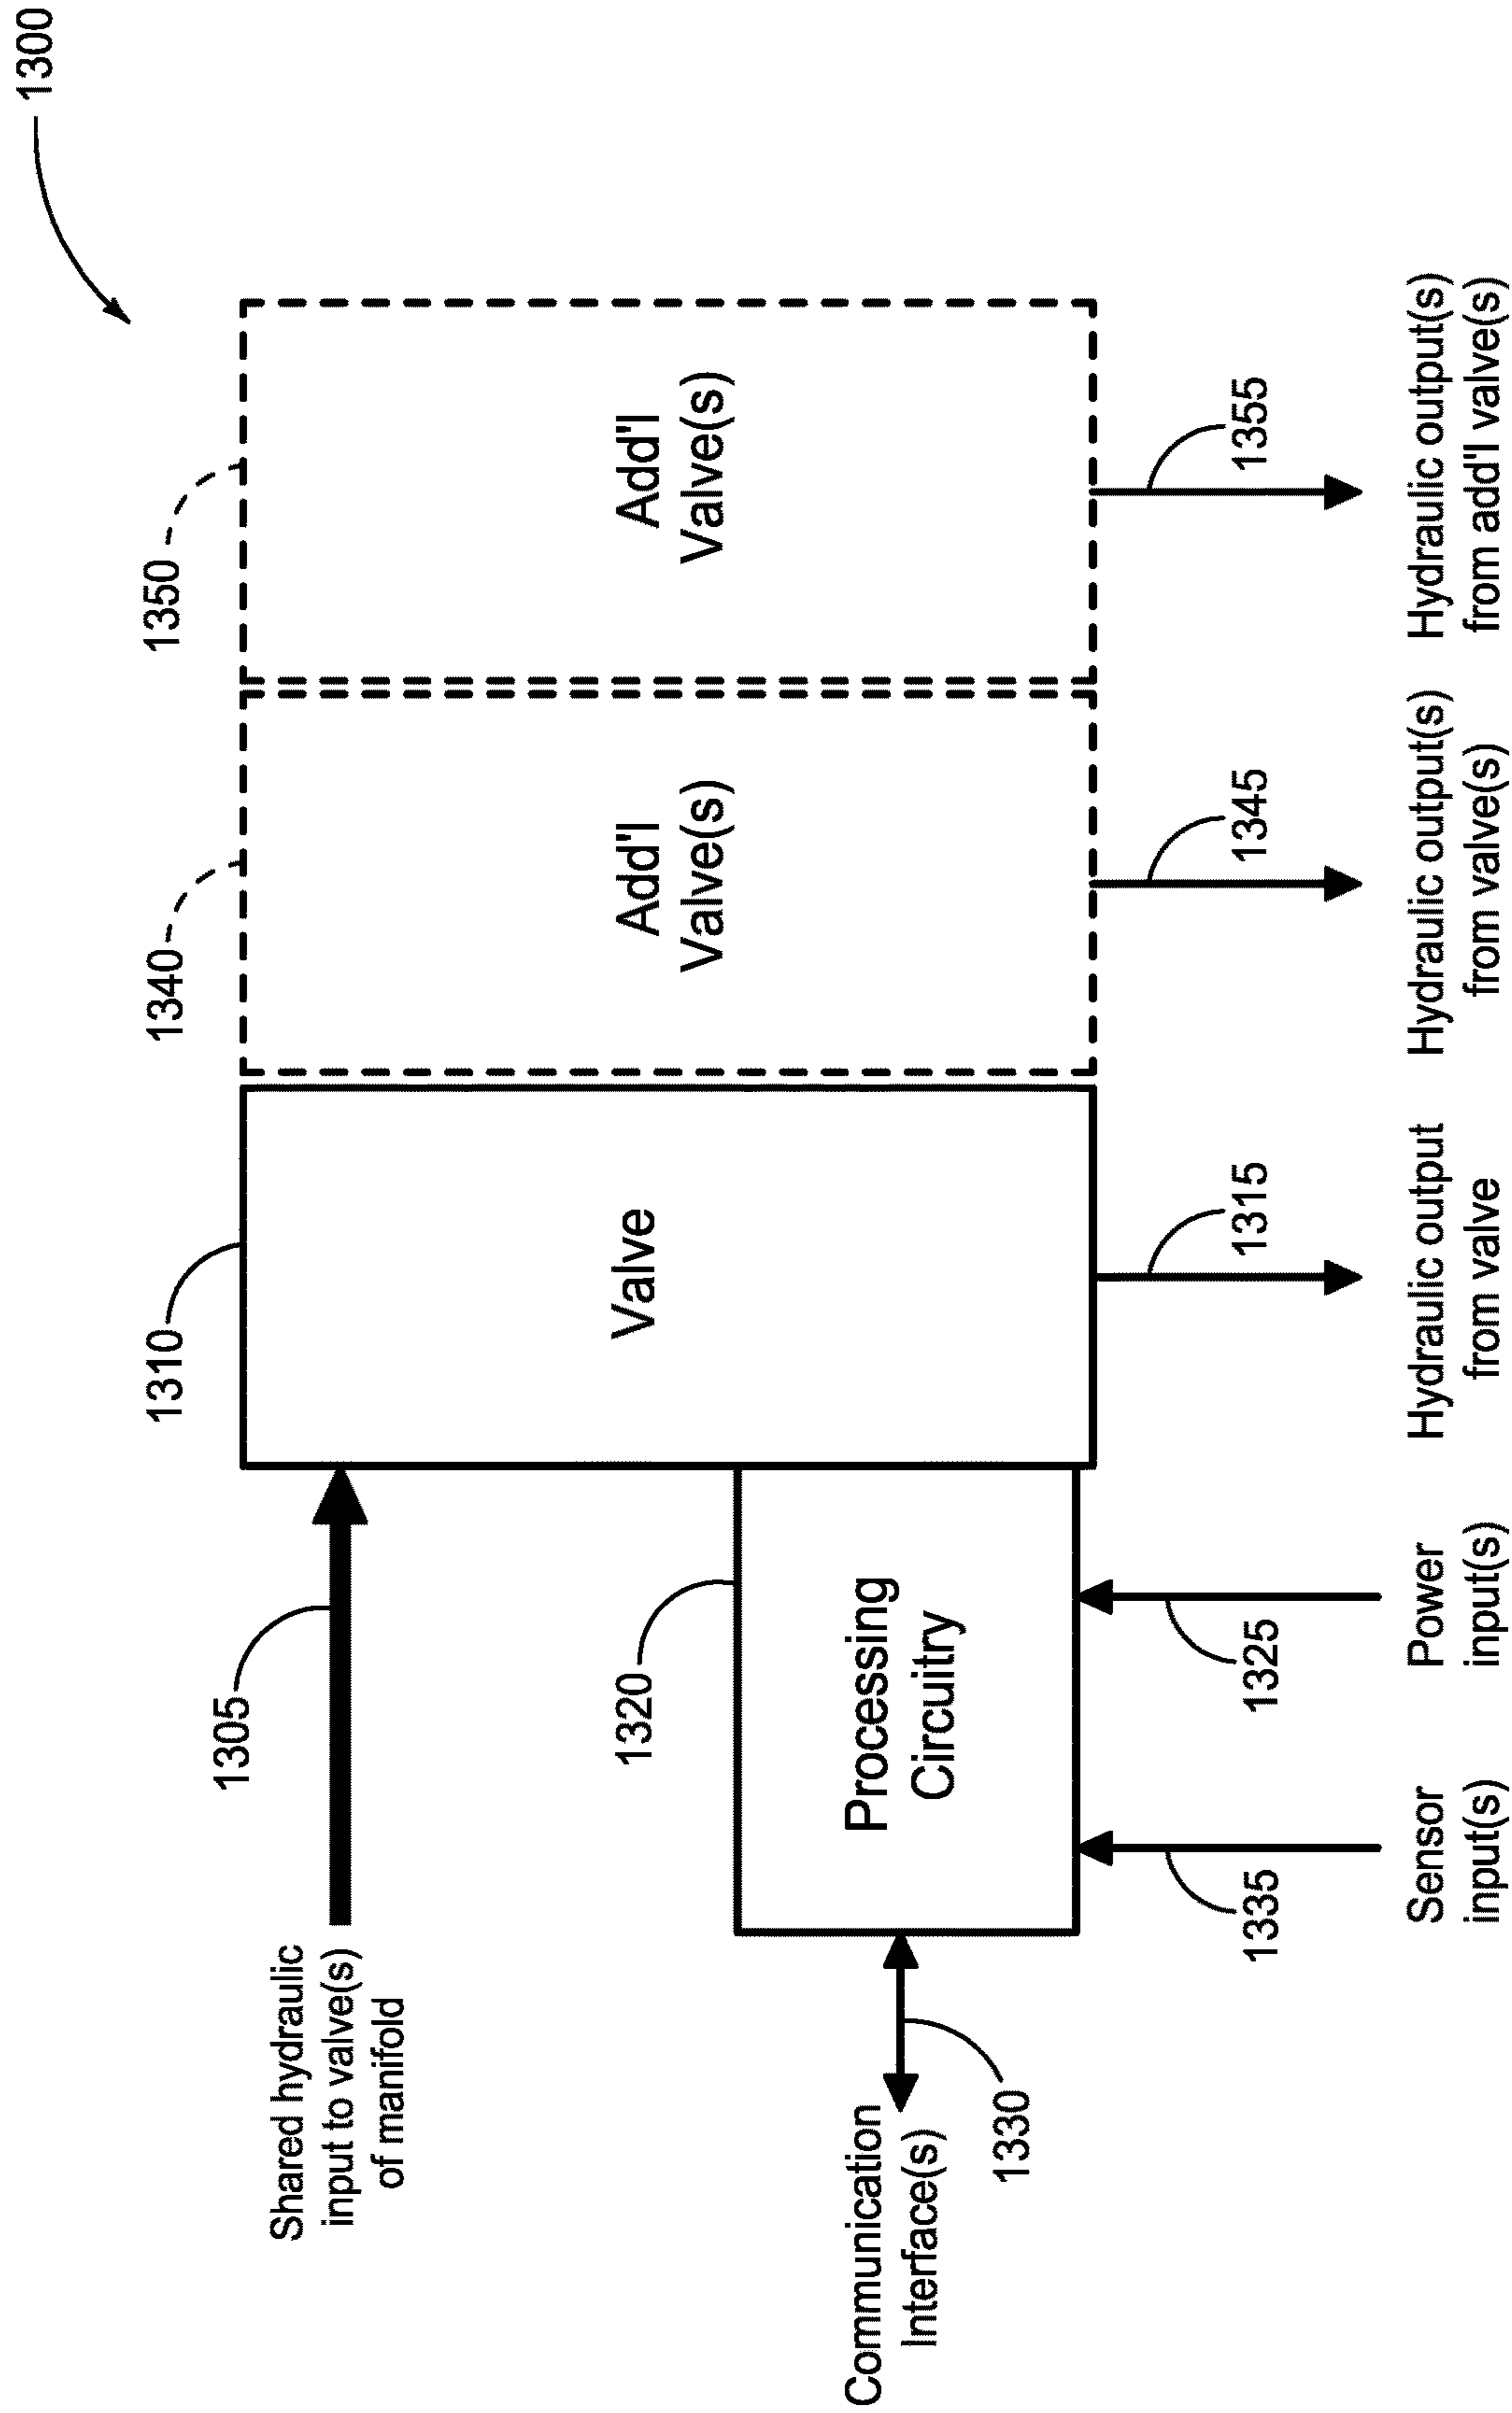 1300
1305
1310
1340
1350
Shared hydraulic
input to valve(s)
of manifold
1320
Valve
Add'l
Valve(s)
Add'l
Valve(s)
Processing
Circuitry
Communication
Interface(s)
1330
1335
1325
1315
1345
1355
Sensor
input(s)
Power
input(s)
Hydraulic output
from valve
Hydraulic output(s)
from valve(s)
Hydraulic output(s)
from add'l valve(s)